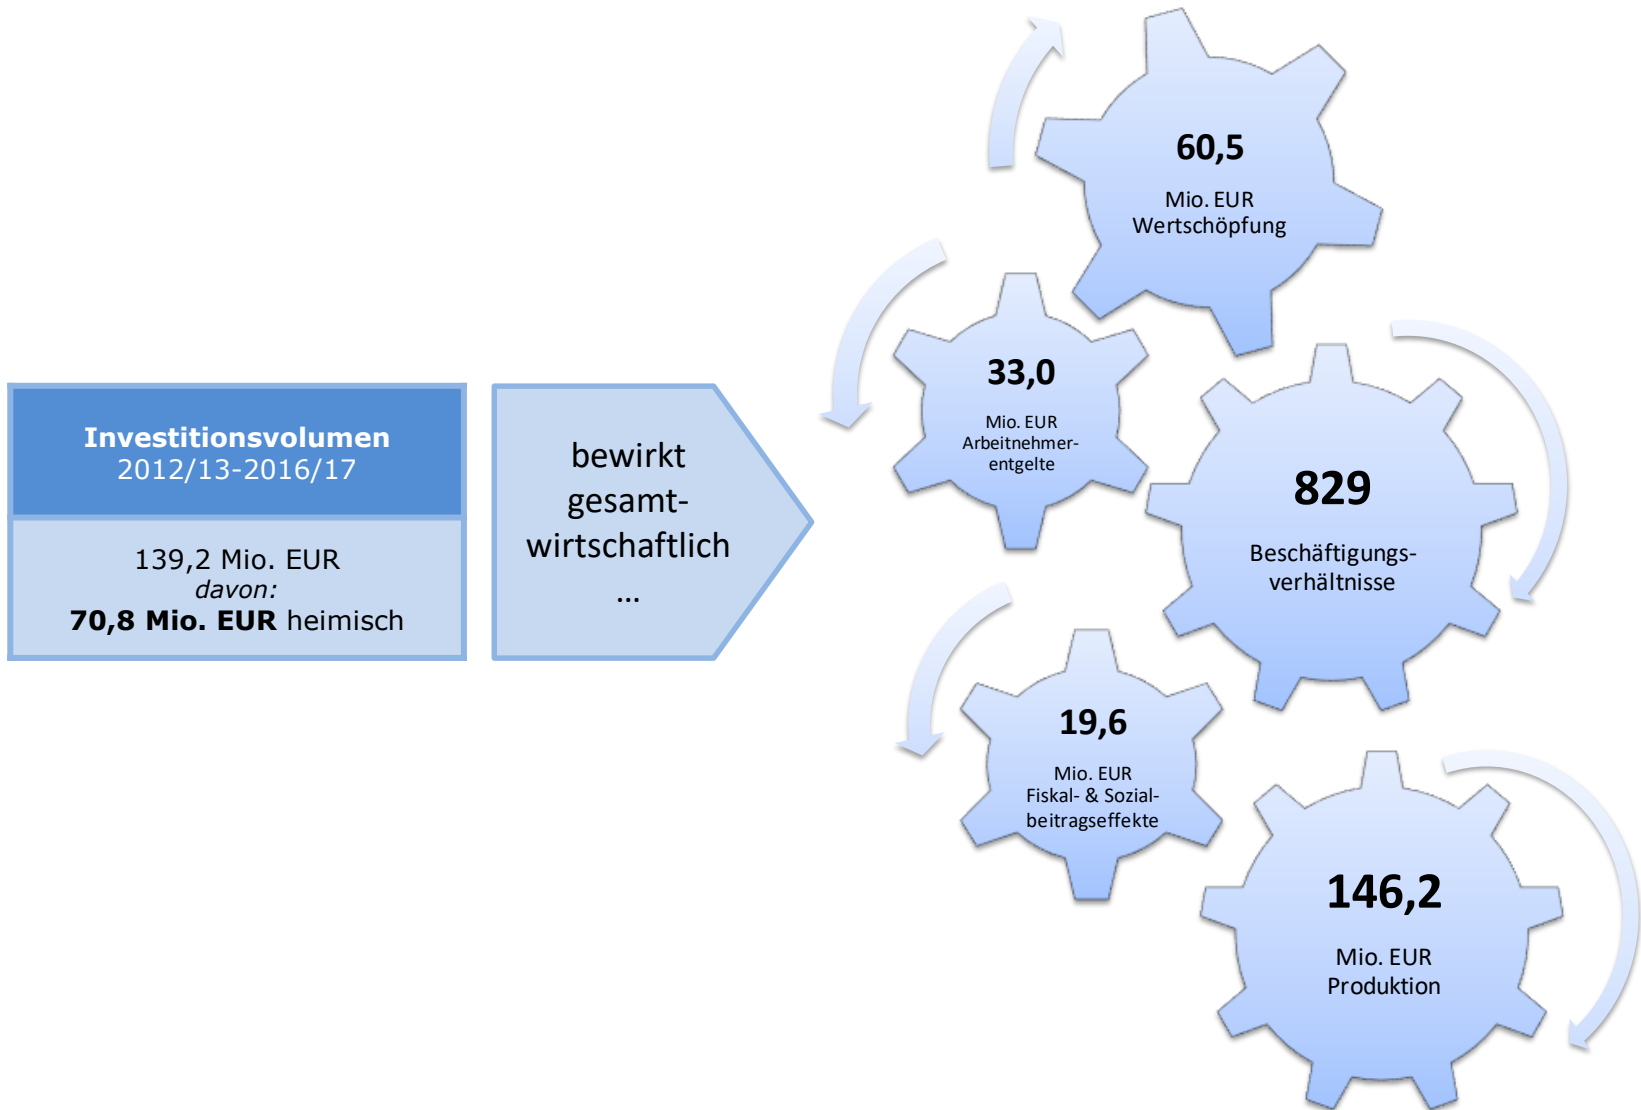 Investitionsvolumen
2012/13-2016/17
139,2 Mio. EUR
davon:
70,8 Mio. EUR heimisch
bewirkt
gesamt-
wirtschaftlich
...
60,5
Mio. EUR
Wertschöpfung
33,0
Mio. EUR
Arbeitnehmer-
entgelte
829
Beschäftigungs-
verhältnisse
19,6
Mio. EUR
Fiskal- & Sozial-
beitragseffekte
146,2
Mio. EUR
Produktion